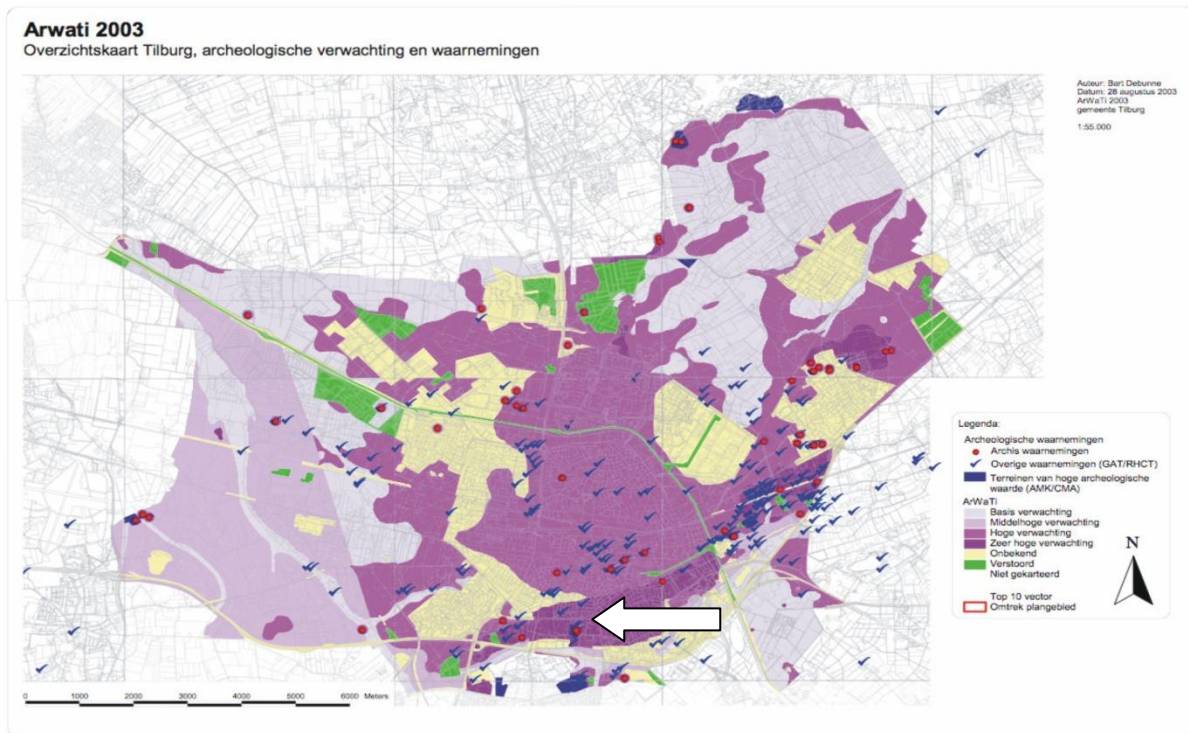 Arwati 2003
Overzichtskaart Tilburg, archeologische verwachting en waarnemingen
Auteur: Bert Debunne
Datum: 28 augustus 2003
ArWaTi 2003
gemeente Tilburg
1:55.000
Legenda:
Archeologische waarnemingen
Archis waarnemingen
Overige waarnemingen (GAT/RHCT)
Terreinen van hoge archeologische
waarde (AMK/CMA)
ArWaTi
Basis verwachting
Middelhoge verwachting
Hoge verwachting
Zeer hoge verwachting
Onbekend
Verstoord
Niet gekarteerd
Top 10 vector
Omtrek plangebied
N
0 1000 2000 3000 4000 5000 6000 Meters